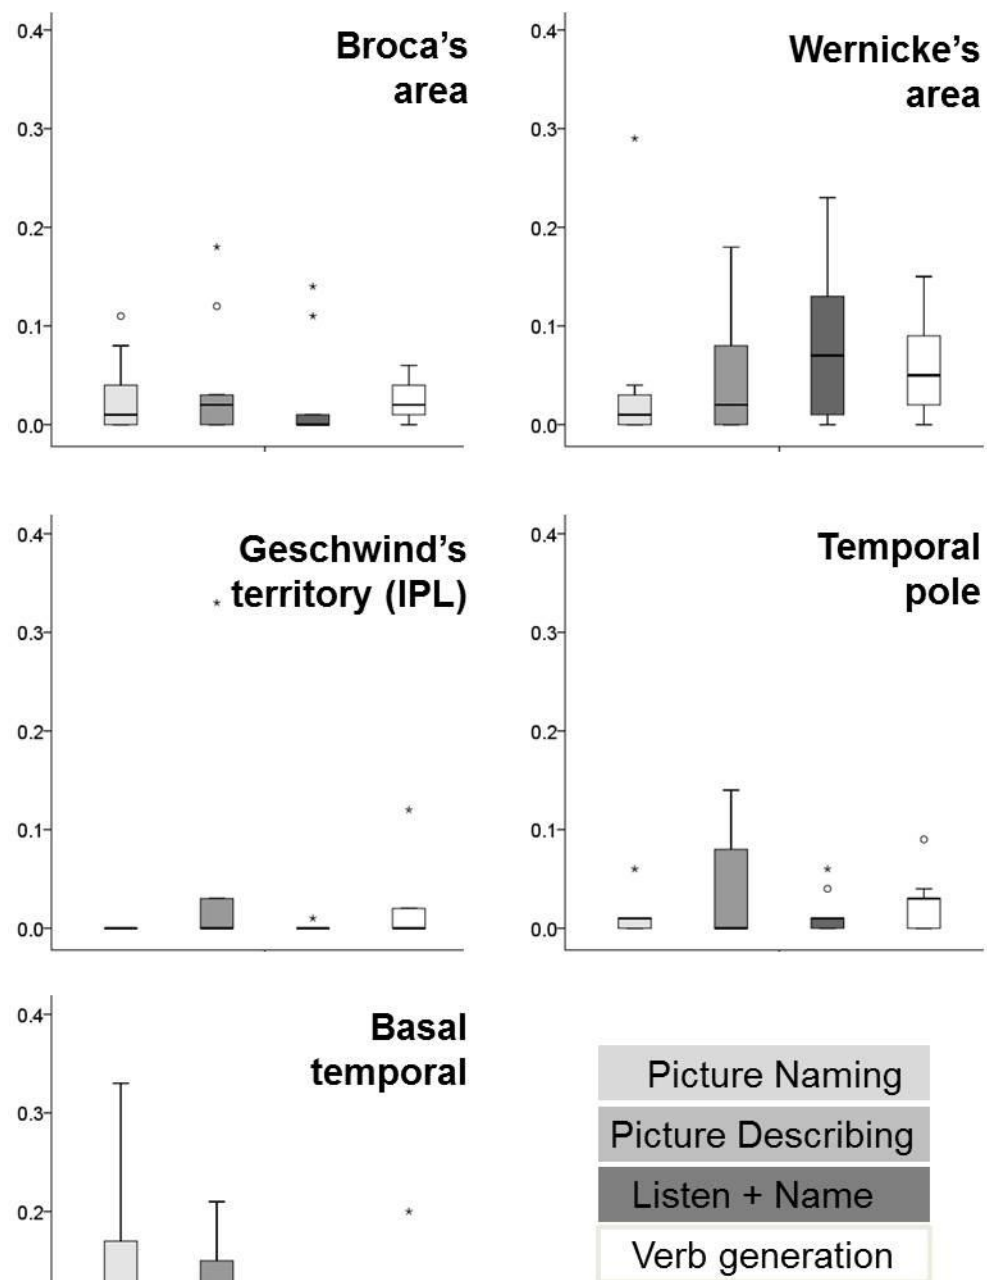 Broca's
area
0.4
0.3
0.2
0.1
0.0
Wernicke's
area
0.4
0.3
0.2
0.1
0.0
Geschwind's
territory (IPL)
0.4
0.3
0.2
0.1
0.0
Temporal
pole
0.4
0.3
0.2
0.1
0.0
Basal
temporal
0.4
0.3
0.2
Picture Naming
Picture Describing
Listen + Name
Verb generation